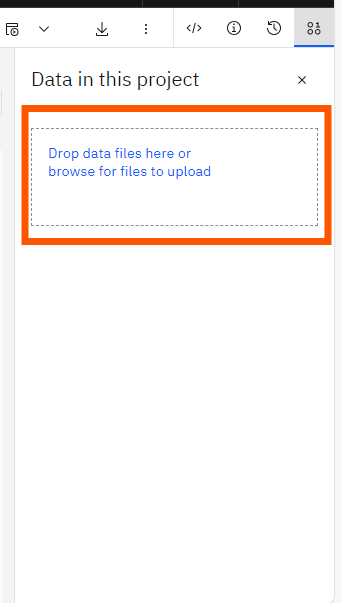 Data in this project
Drop data files here or
browse for files to upload